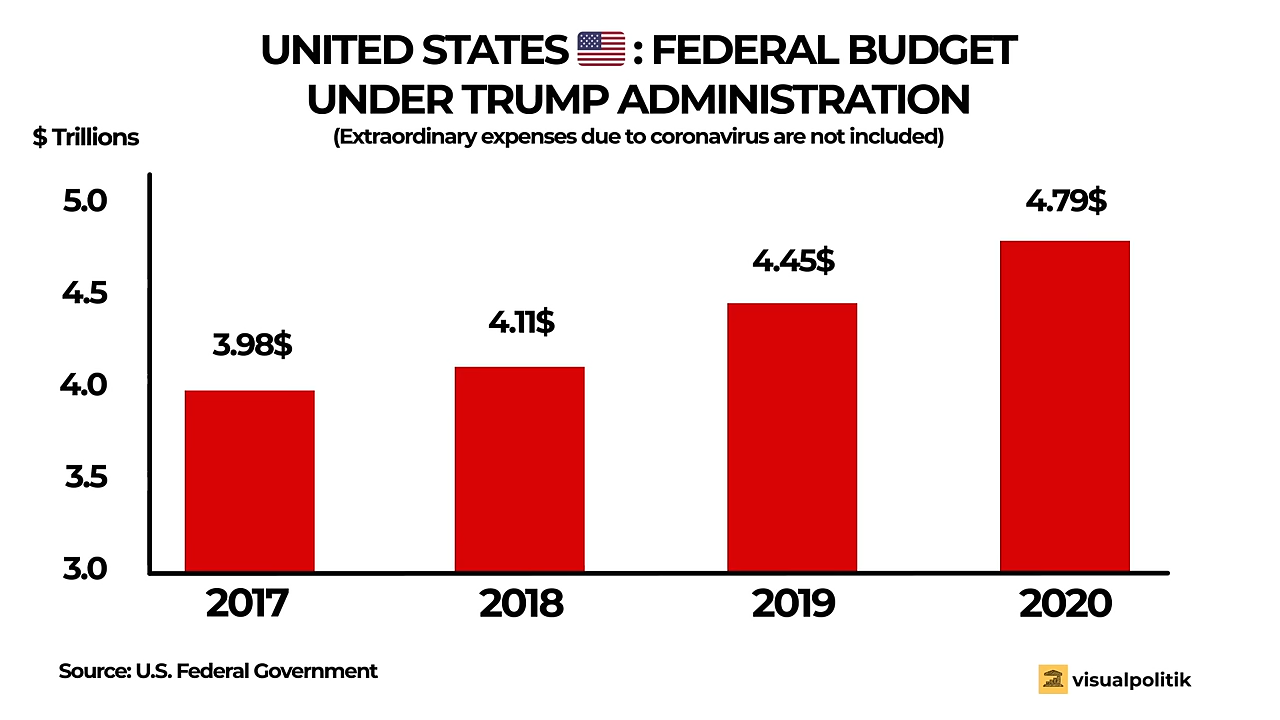 UNITED STATES 🇺🇸 : FEDERAL BUDGET
UNDER TRUMP ADMINISTRATION
(Extraordinary expenses due to coronavirus are not included)
$ Trillions
5.0
4.5
4.0
3.5
3.0
3.98$
4.11$
4.45$
4.79$
2017
2018
2019
2020
Source: U.S. Federal Government
visualpolitik